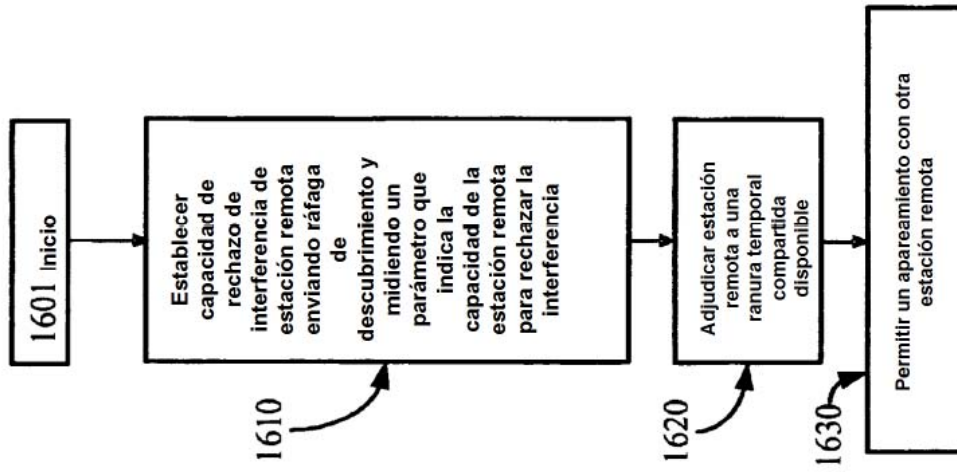 1601 Inicio
1610
Establecer
capacidad de
rechazo de
interferencia de
estación remota
enviando ráfaga
de
descubrimiento y
midiendo un
parámetro que
indica la
capacidad de la
estación remota
para rechazar la
interferencia
1620
Adjudicar estación
remota a una
ranura temporal
compartida
disponible
1630
Permitir un apareamiento con otra
estación remota